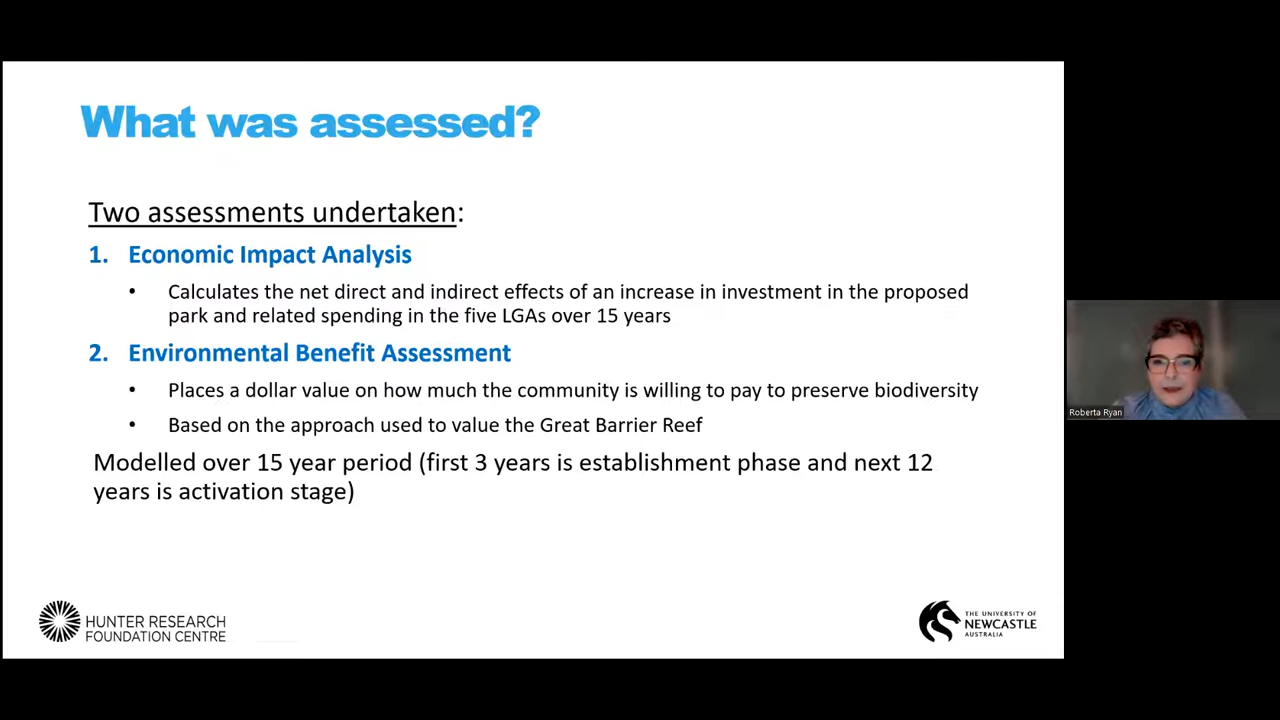 What was assessed?
Two assessments undertaken:
1. Economic Impact Analysis
• Calculates the net direct and indirect effects of an increase in investment in the proposed
park and related spending in the five LGAs over 15 years
2. Environmental Benefit Assessment
• Places a dollar value on how much the community is willing to pay to preserve biodiversity
• Based on the approach used to value the Great Barrier Reef
Modelled over 15 year period (first 3 years is establishment phase and next 12
years is activation stage)
HUNTER RESEARCH
FOUNDATION CENTRE
THE UNIVERSITY OF
NEWCASTLE
AUSTRALIA
Roberta Ryan